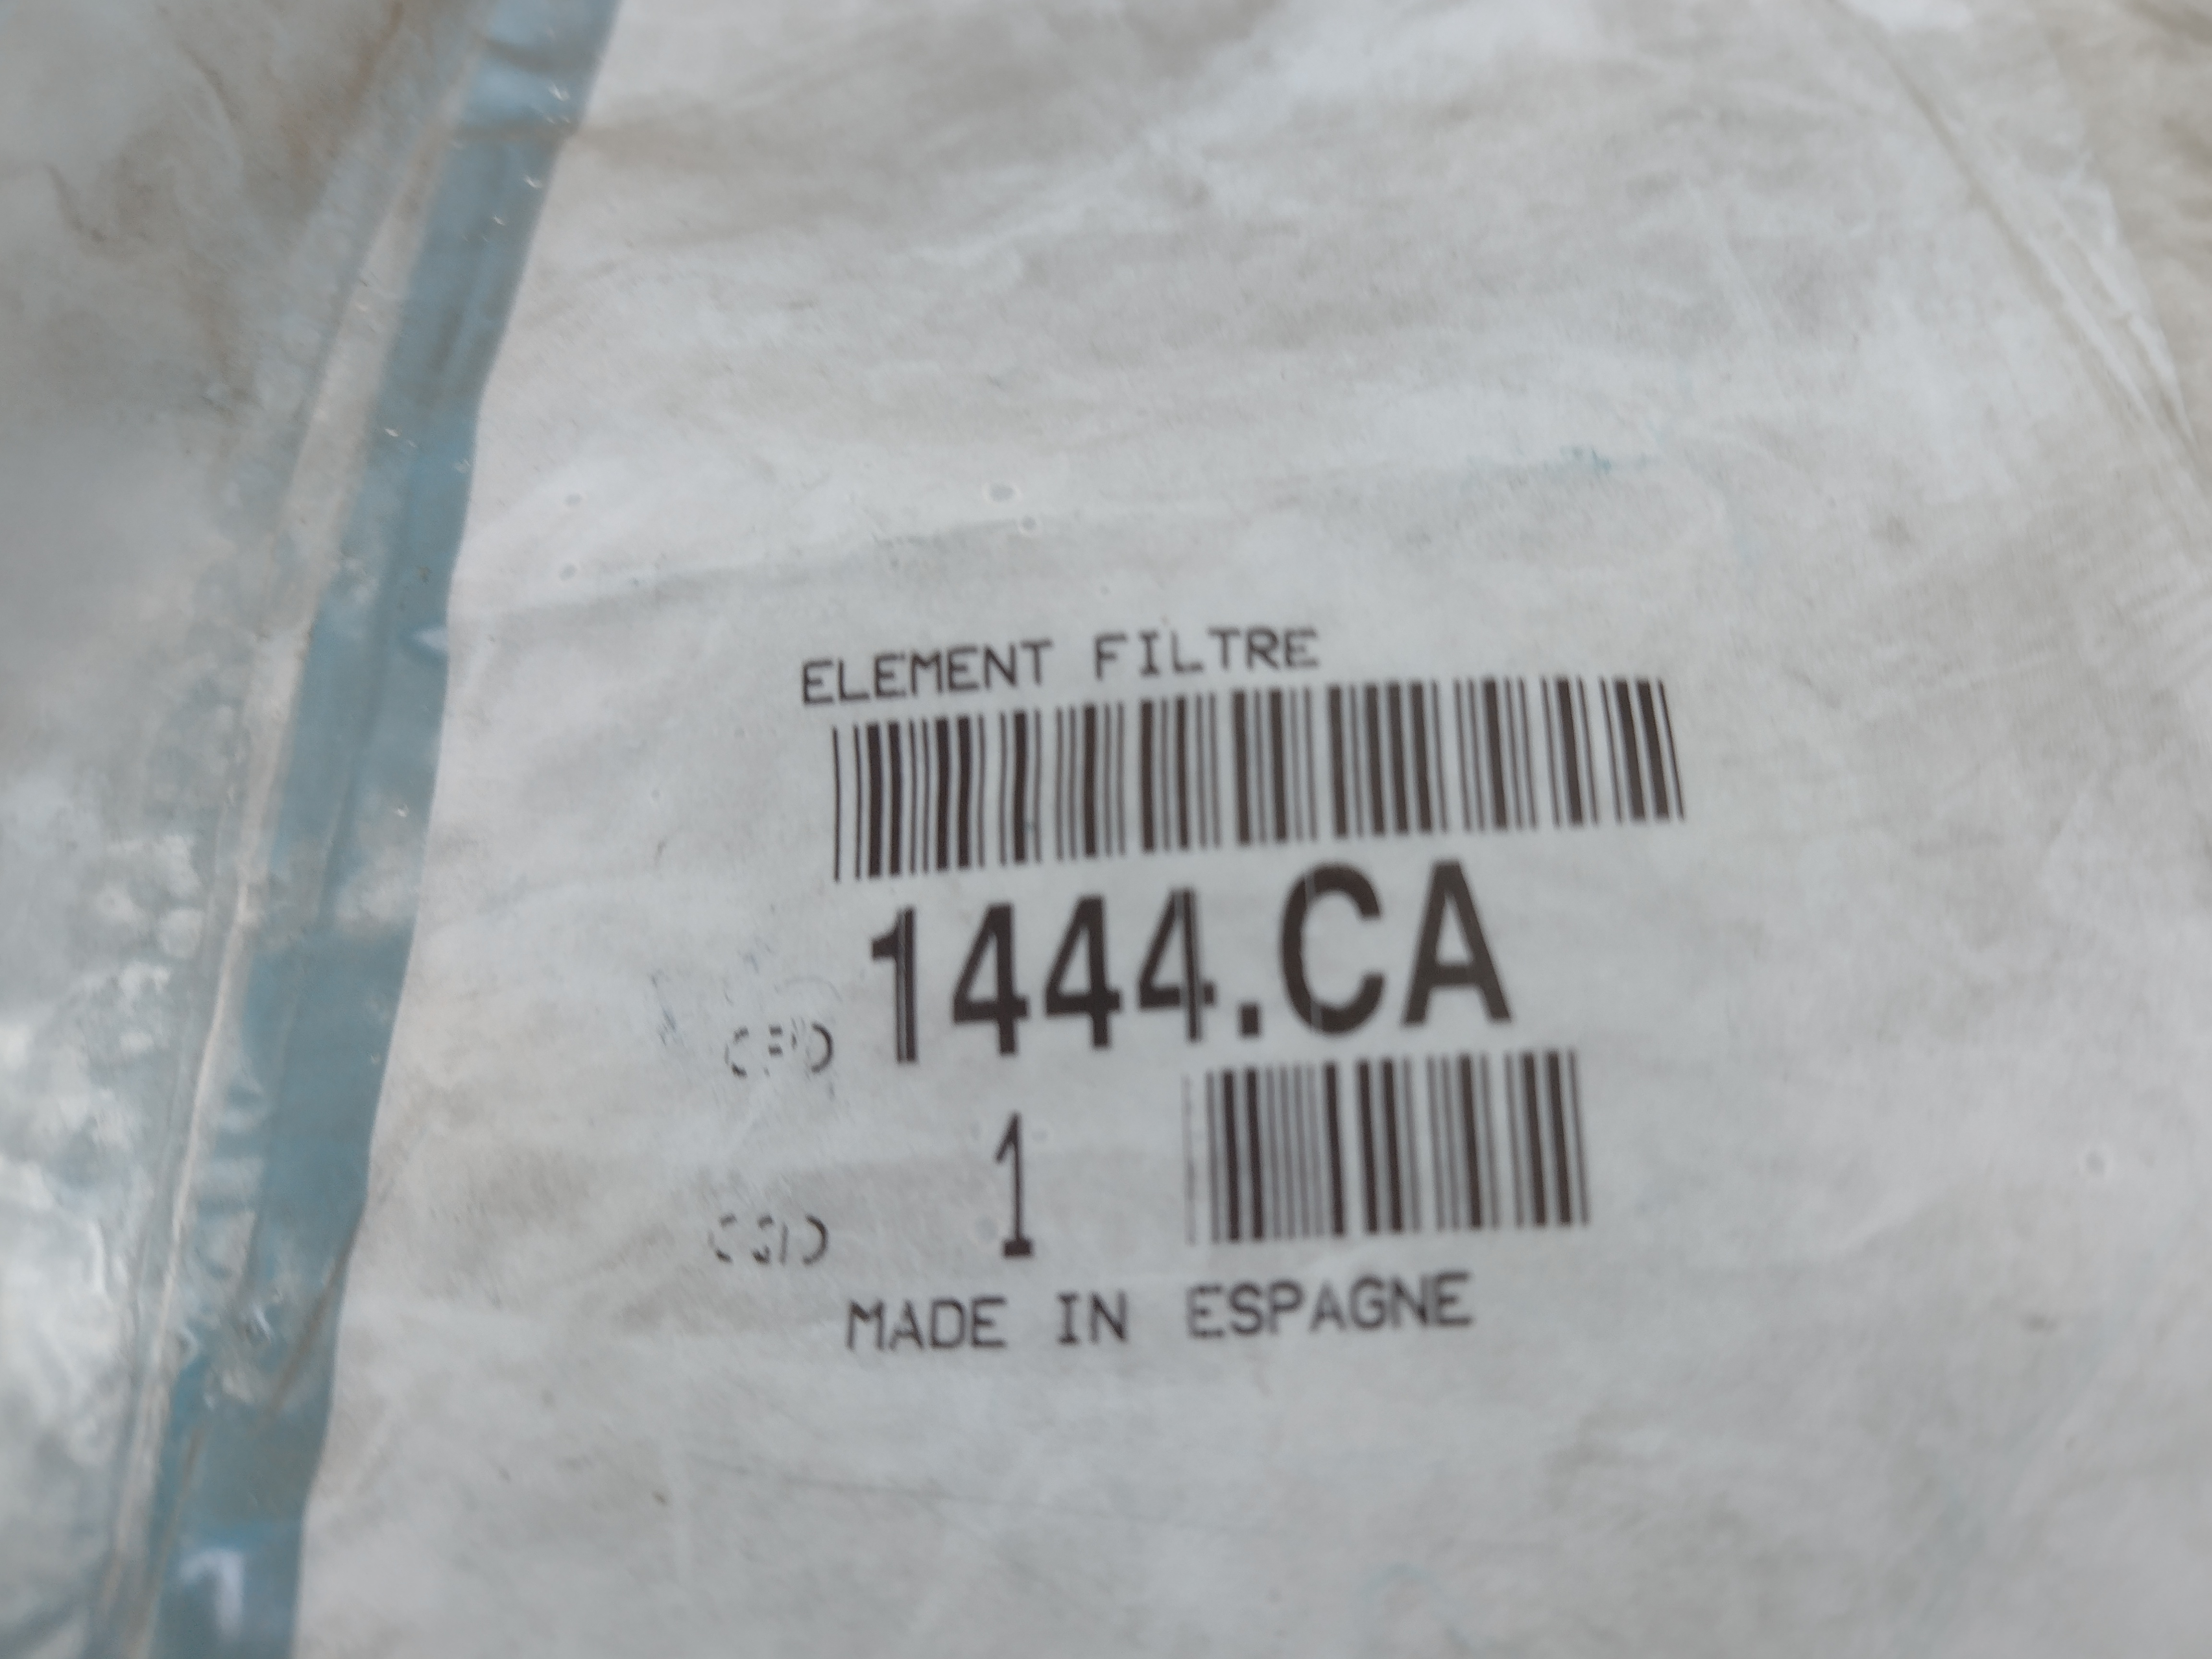 ELEMENT FILTRE
1444.CA
1
MADE IN ESPAGNE